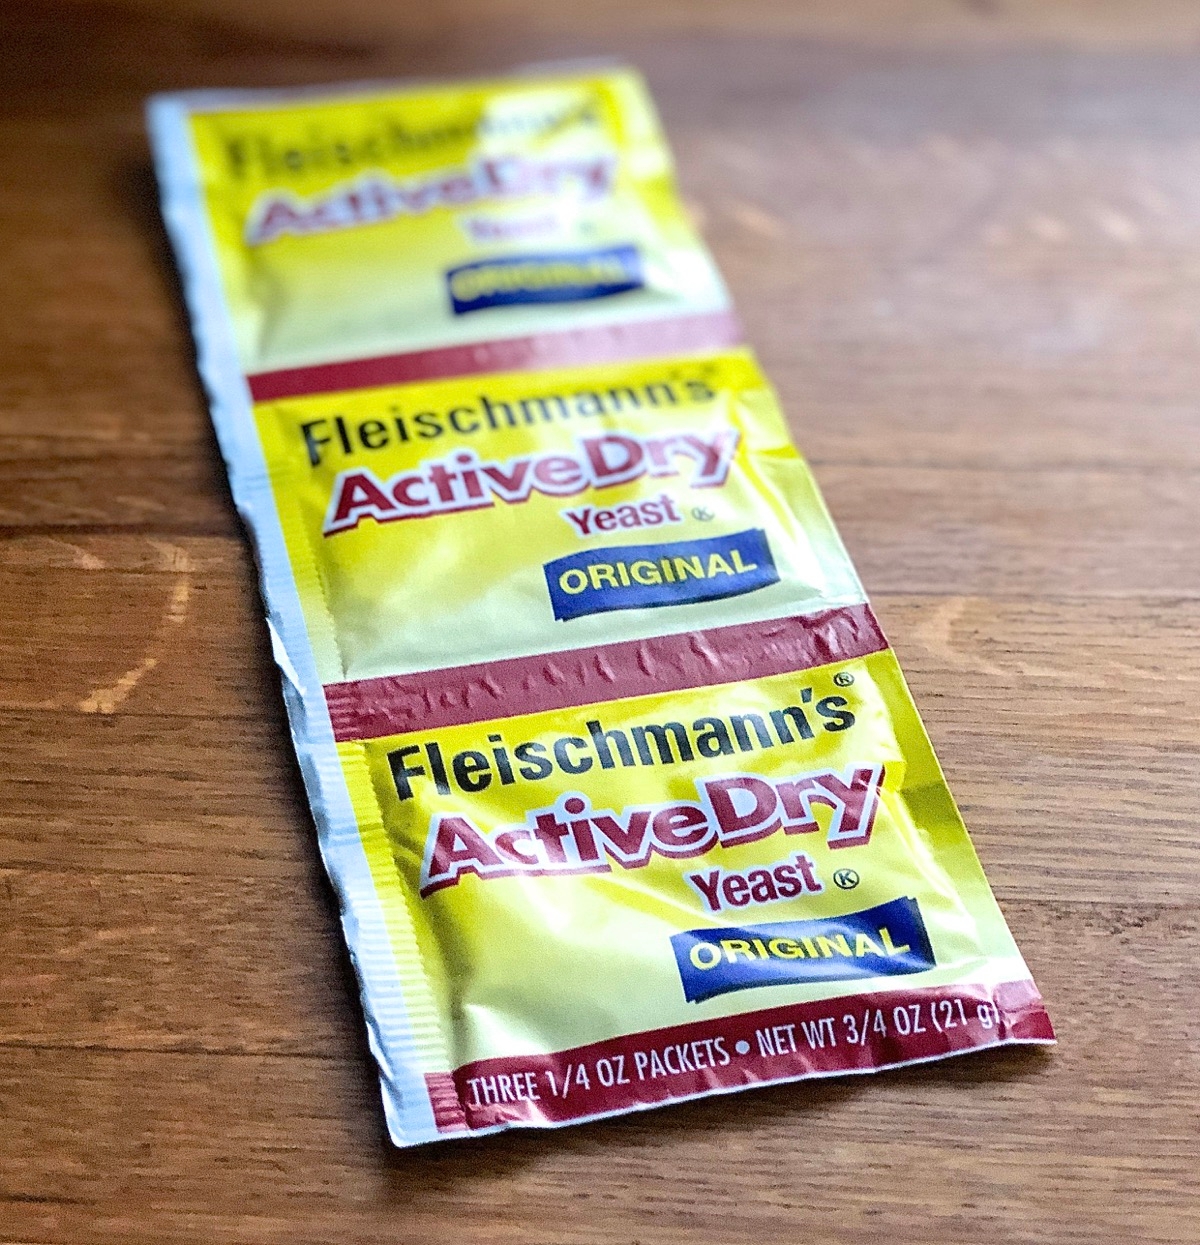 Fleischmann's
ActiveDry
Yeast
ORIGINAL
Fleischmann's
ActiveDry
Yeast Ⓚ
ORIGINAL
Fleischmann's®
ActiveDry
Yeast Ⓚ
ORIGINAL
THREE 1/4 OZ PACKETS • NET WT 3/4 OZ (21 g)